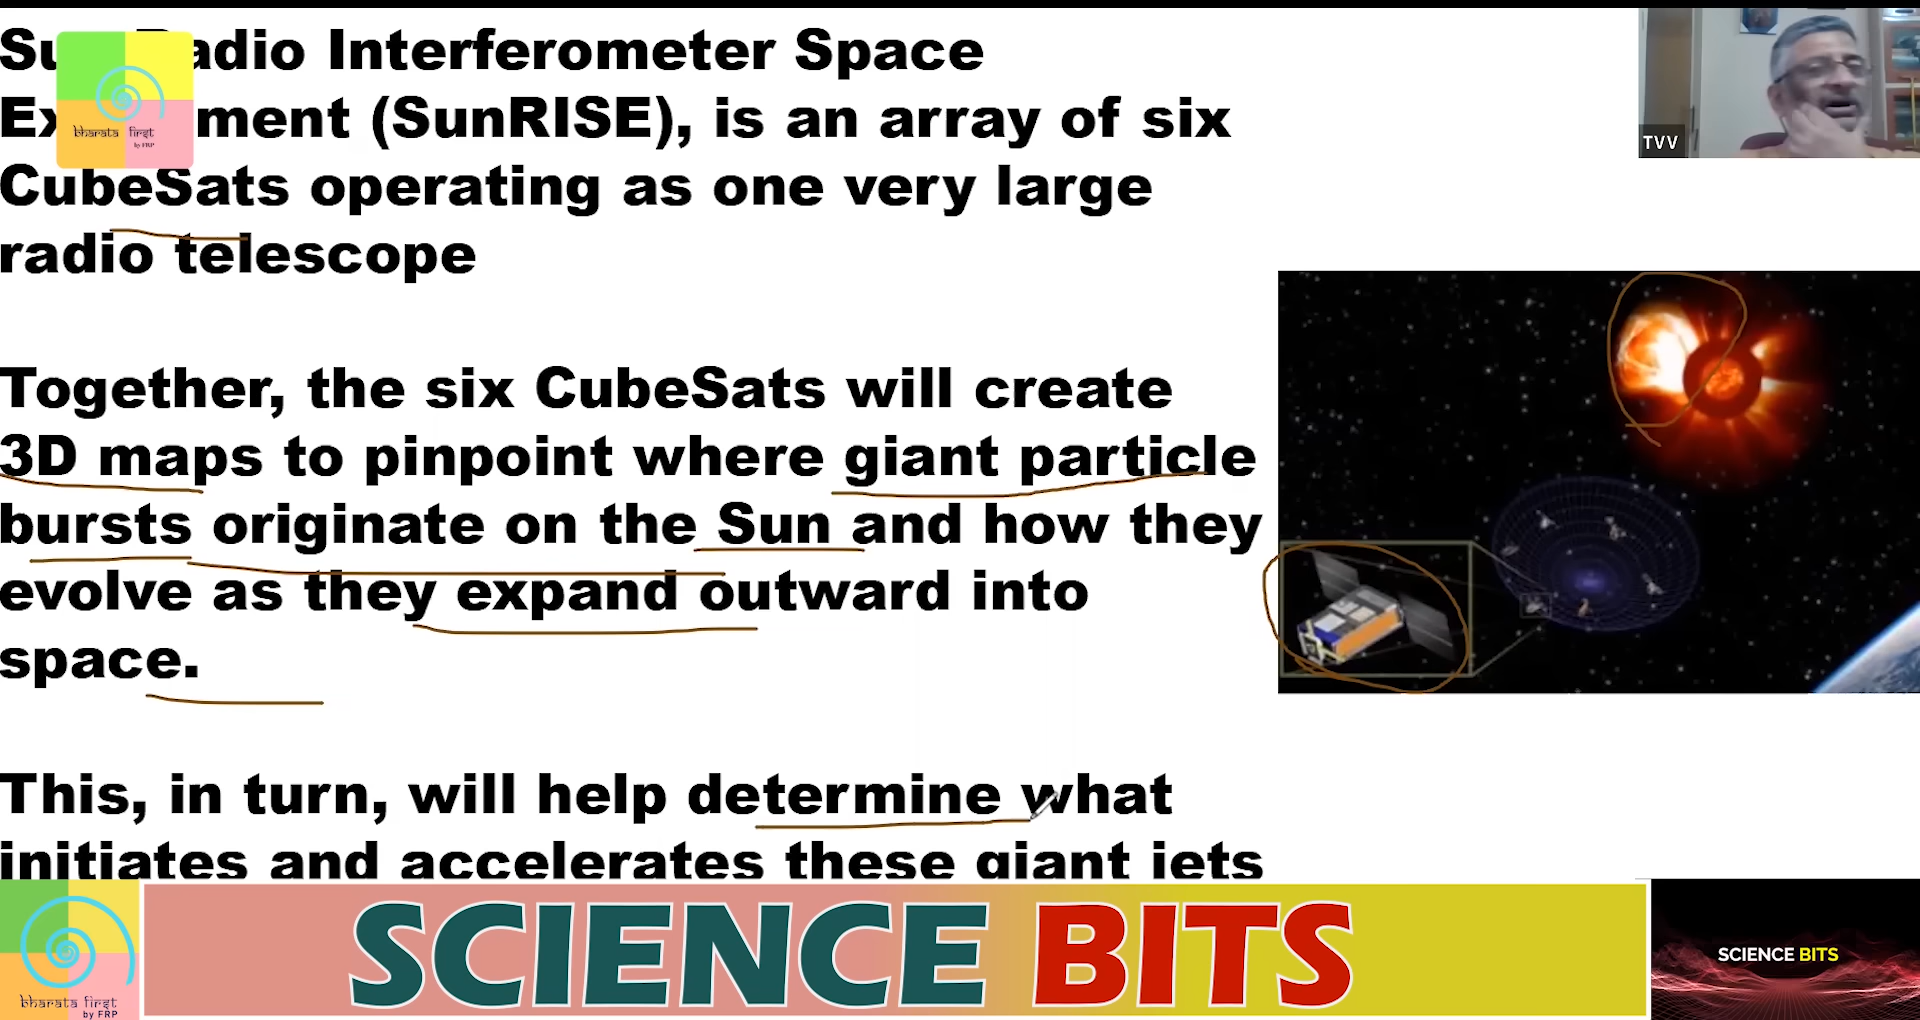 Su adio Interferometer Space
Ex ment (SunRISE), is an array of six
CubeSats operating as one very large
radio telescope
Together, the six CubeSats will create
3D maps to pinpoint where giant particle
bursts originate on the Sun and how they
evolve as they expand outward into
space.
This, in turn, will help determine what
initiates and accelerates these giant jets
bharata first
by FRP
TVV
bharata first
by FRP
SCIENCE BITS
SCIENCE BITS